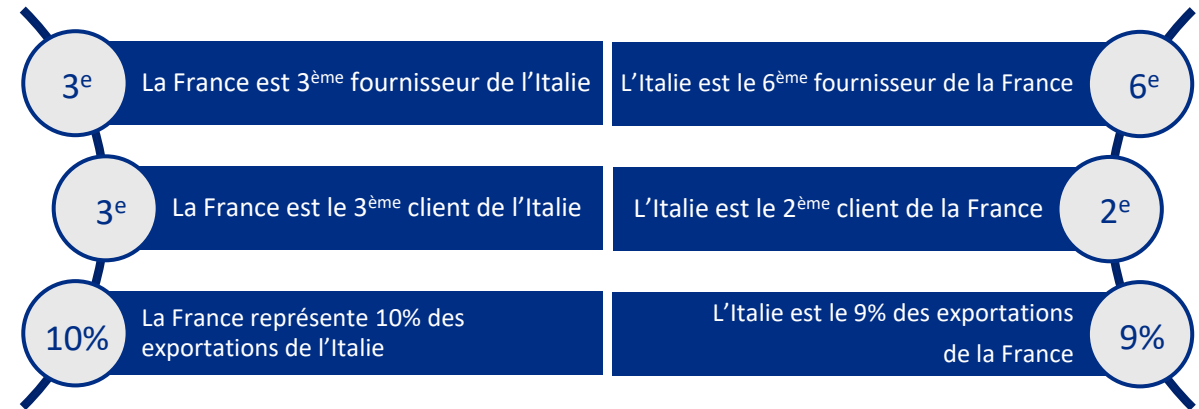 3e
La France est 3ème fournisseur de l’Italie
L’Italie est le 6ème fournisseur de la France
6e
3e
La France est le 3ème client de l’Italie
L’Italie est le 2ème client de la France
2e
10%
La France représente 10% des
exportations de l’Italie
L’Italie est le 9% des exportations
de la France
9%